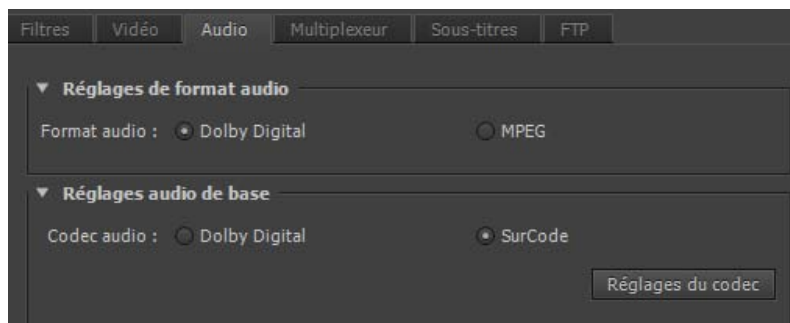 Filtres Vidéo Audio Multiplexeur Sous-titres FTP
Réglages de format audio
Format audio : Dolby Digital MPEG
Réglages audio de base
Codec audio : Dolby Digital SurCode
Réglages du codec